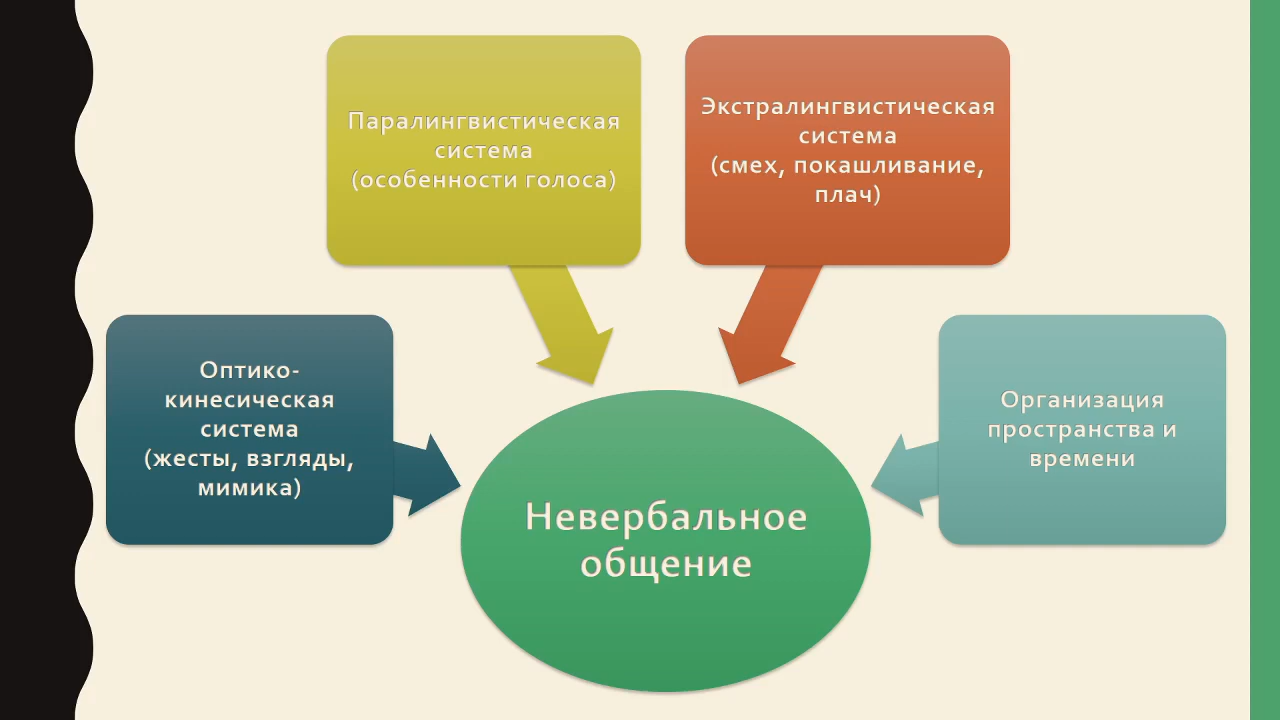 Паралингвистическая
система
(особенности голоса)
Экстралингвистическая
система
(смех, покашливание,
плач)
Оптико-
кинесическая
система
(жесты, взгляды,
мимика)
Организация
пространства и
времени
Невербальное
общение